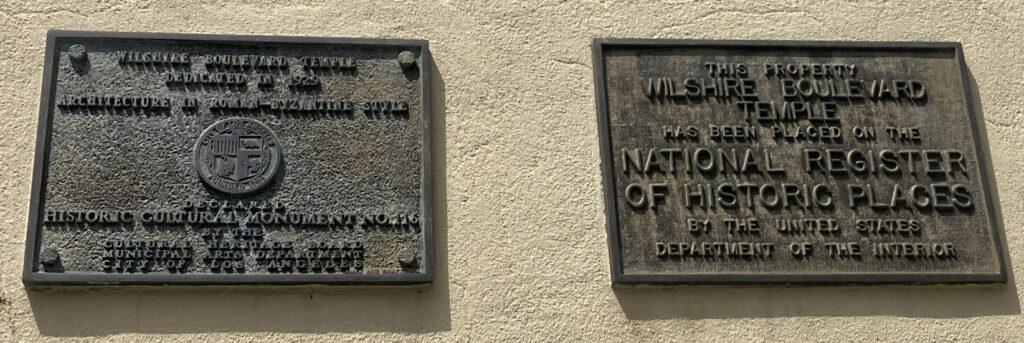 WILSHIRE BOULEVARD TEMPLE
DEDICATED IN 1929
ARCHITECTURE IN ROMAN-BYZANTINE STYLE
DECLARED
HISTORIC CULTURAL MONUMENT NO. 116
BY THE
CULTURAL HERITAGE BOARD
MUNICIPAL ARTS DEPARTMENT
CITY OF LOS ANGELES
THIS PROPERTY
WILSHIRE BOULEVARD
TEMPLE
HAS BEEN PLACED ON THE
NATIONAL REGISTER
OF HISTORIC PLACES
BY THE UNITED STATES
DEPARTMENT OF THE INTERIOR